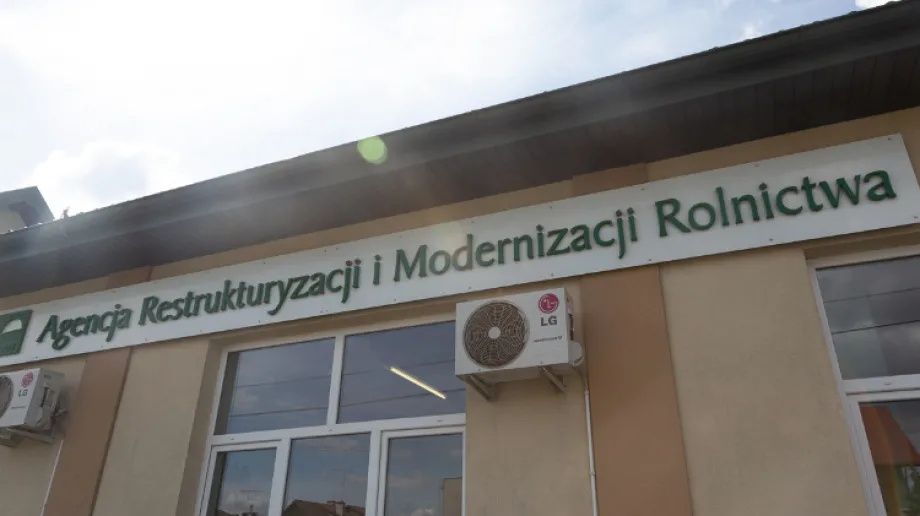 Agencja Restrukturyzacji i Modernizacji Rolnictwa
LG
LG